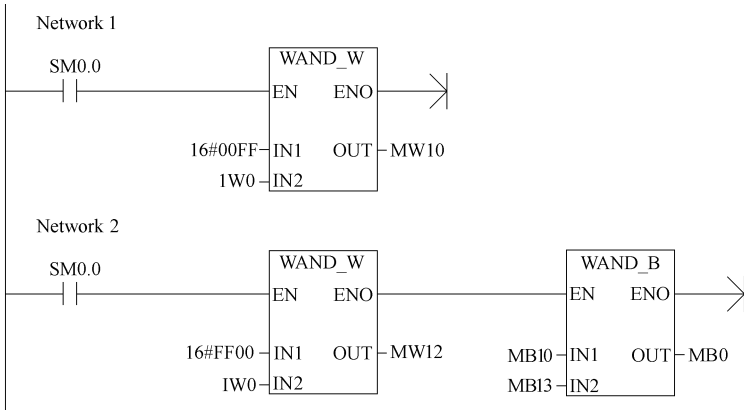 Network 1
SM0.0
WAND_W
EN ENO
16#00FF IN1 OUT MW10
1W0 IN2
Network 2
SM0.0
WAND_W WAND_B
EN ENO EN ENO
16#FF00 IN1 OUT MW12 MB10 IN1 OUT MB0
IW0 IN2 MB13 IN2